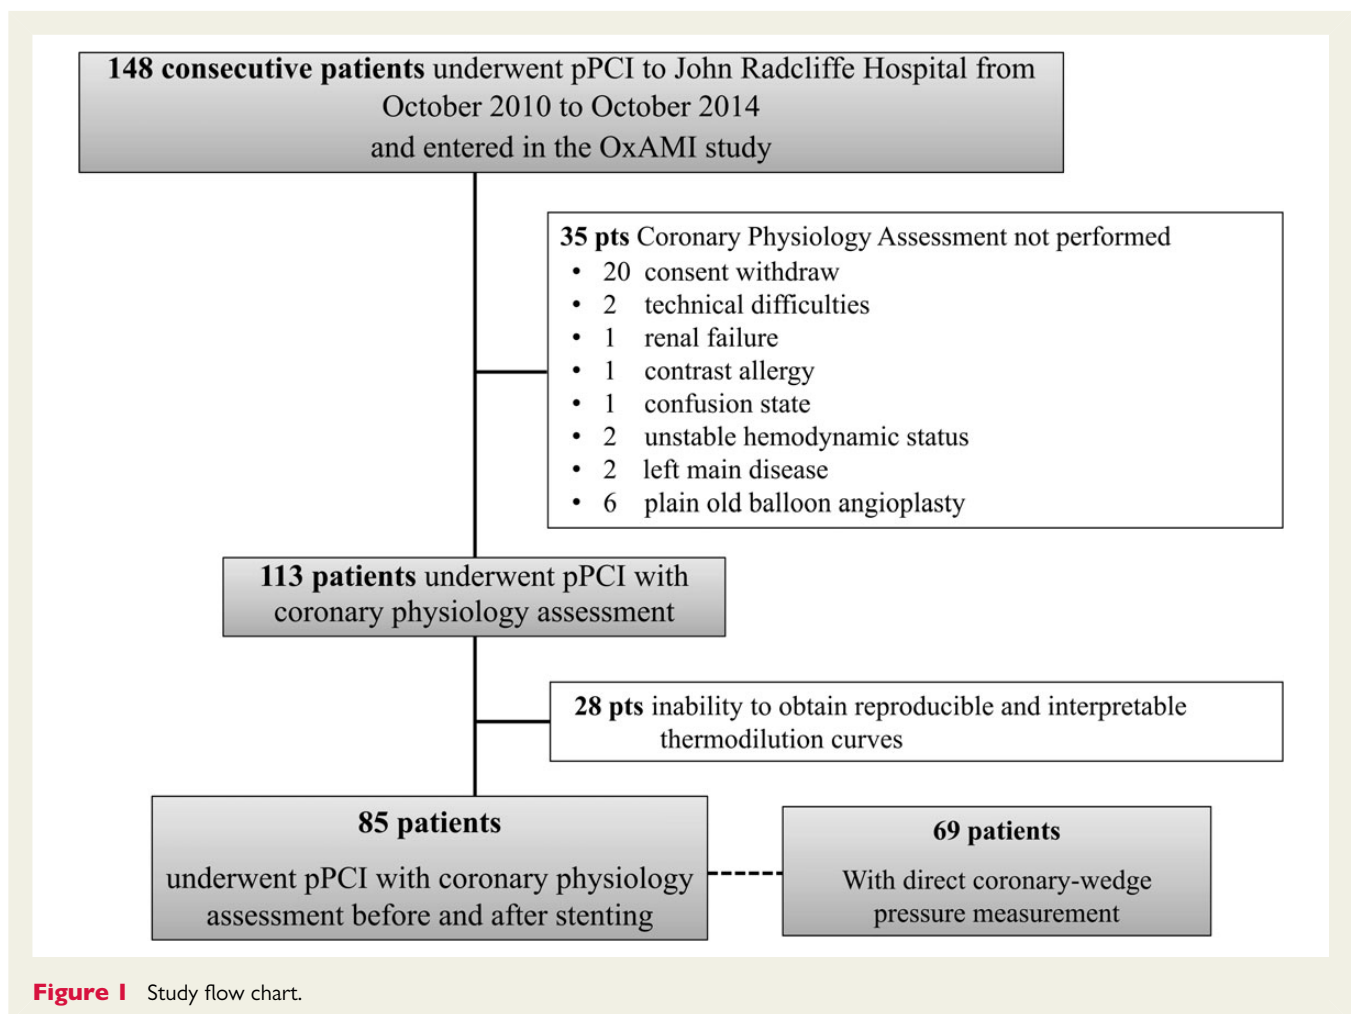 148 consecutive patients underwent pPCI to John Radcliffe Hospital from
October 2010 to October 2014
and entered in the OxAMI study
35 pts Coronary Physiology Assessment not performed
• 20 consent withdraw
• 2 technical difficulties
• 1 renal failure
• 1 contrast allergy
• 1 confusion state
• 2 unstable hemodynamic status
• 2 left main disease
• 6 plain old balloon angioplasty
113 patients underwent pPCI with
coronary physiology assessment
28 pts inability to obtain reproducible and interpretable
thermodilution curves
85 patients
underwent pPCI with coronary physiology
assessment before and after stenting
69 patients
With direct coronary-wedge
pressure measurement
Figure 1 Study flow chart.